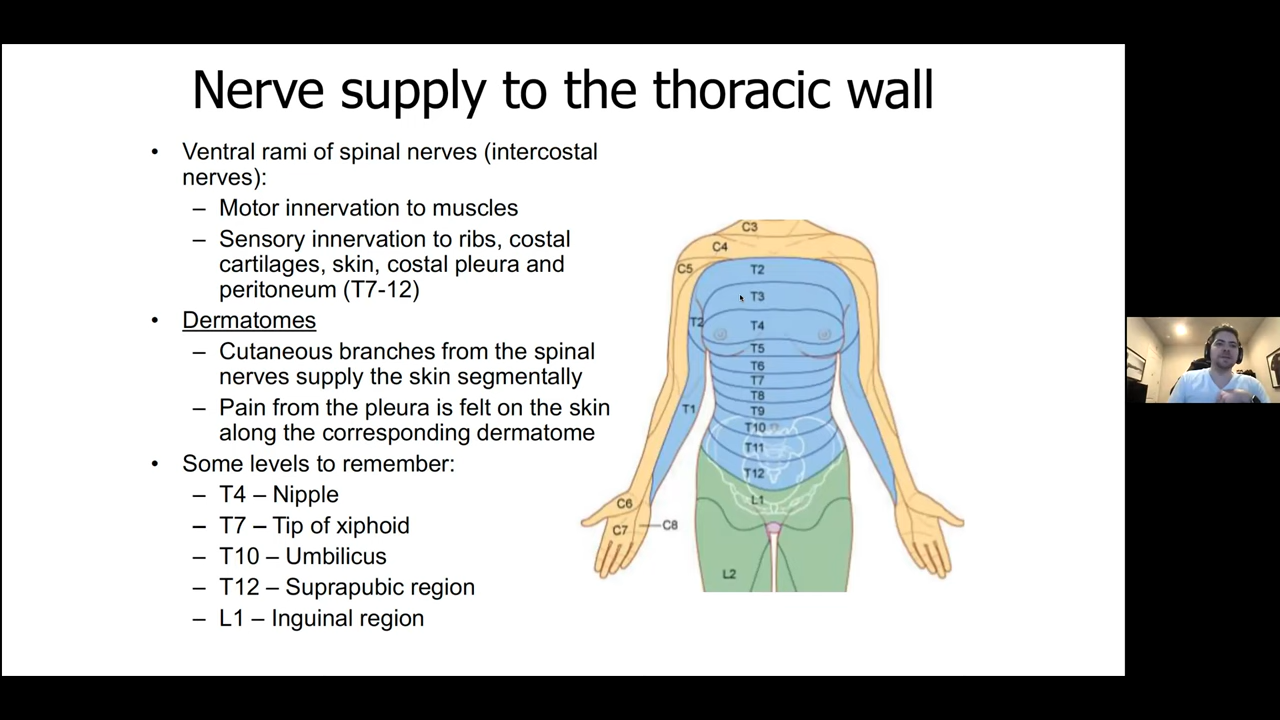 Nerve supply to the thoracic wall
• Ventral rami of spinal nerves (intercostal
nerves):
– Motor innervation to muscles
– Sensory innervation to ribs, costal
cartilages, skin, costal pleura and
peritoneum (T7-12)
• Dermatomes
– Cutaneous branches from the spinal
nerves supply the skin segmentally
– Pain from the pleura is felt on the skin
along the corresponding dermatome
• Some levels to remember:
– T4 – Nipple
– T7 – Tip of xiphoid
– T10 – Umbilicus
– T12 – Suprapubic region
– L1 – Inguinal region
C3
C4
C5
T2
T3
T2
T4
T5
T6
T7
T8
T1
T9
T10
T11
T12
L1
C6
C7
C8
L2